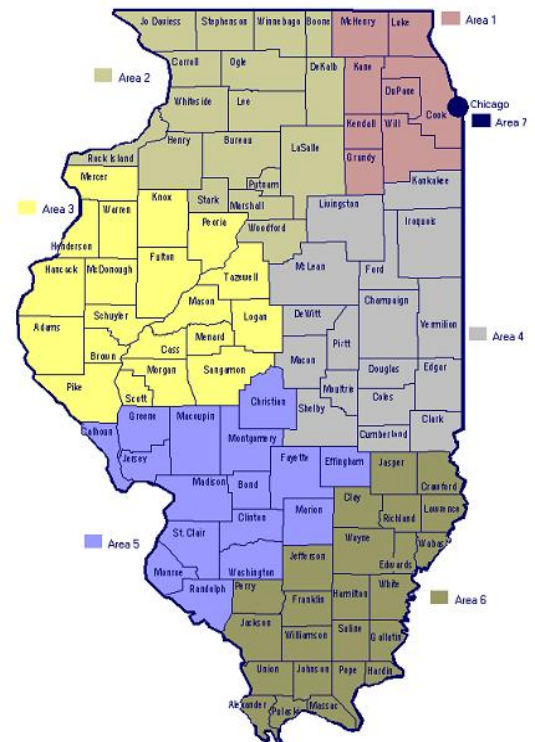 Jo Daviess Stephenson Winnebago Boone McHenry Lake Area 1
Carroll Ogle DeKalb Kane
Area 2
DuPage
Whiteside Lee
Cook
Chicago
Area 7
Kendall Will
Rock Island Henry Bureau LaSalle
Grundy
Mercer
Putnam
Kankakee
Area 3
Warren Knox Stark Marshall Livingston
Peoria Woodford
Iroquois
Henderson
Hancock McDonough Fulton McLean Ford
Tazewell
Mason
Champaign
Schuyler
Logan DeWitt
Adams
Vermilion
Menard
Piatt
Area 4
Brown Cass
Macon
Pike Morgan Sangamon
Douglas Edgar
Scott Moultrie
Christian Coles
Shelby
Calhoun Greene Macoupin
Clark
Montgomery
Cumberland
Jersey
Fayette Effingham Jasper
Madison Bond
Crawford
Clay
Clinton Marion Richland Lawrence
St. Clair
Wayne
Area 5
Wabas
Jefferson
Edwards
Monroe Washington
Randolph Perry
Hamilton White
Franklin
Area 6
Jackson
Saline Gallatin
Williamson
Union Johnson Pope Hardin
Alexander Pulaski Massac